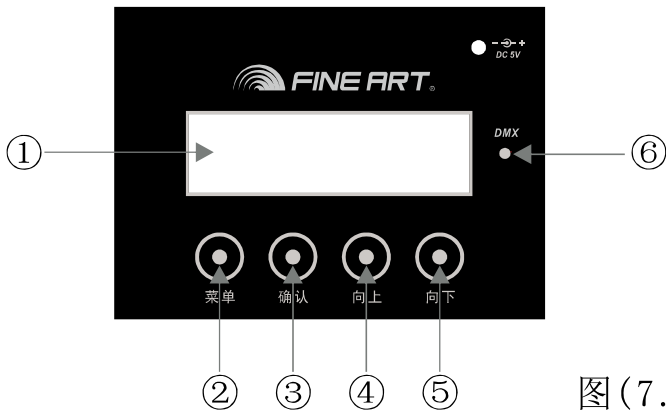 DC 5V
FINE ART®
DMX
①
⑥
菜单 确认 向上 向下
② ③ ④ ⑤
图(7.